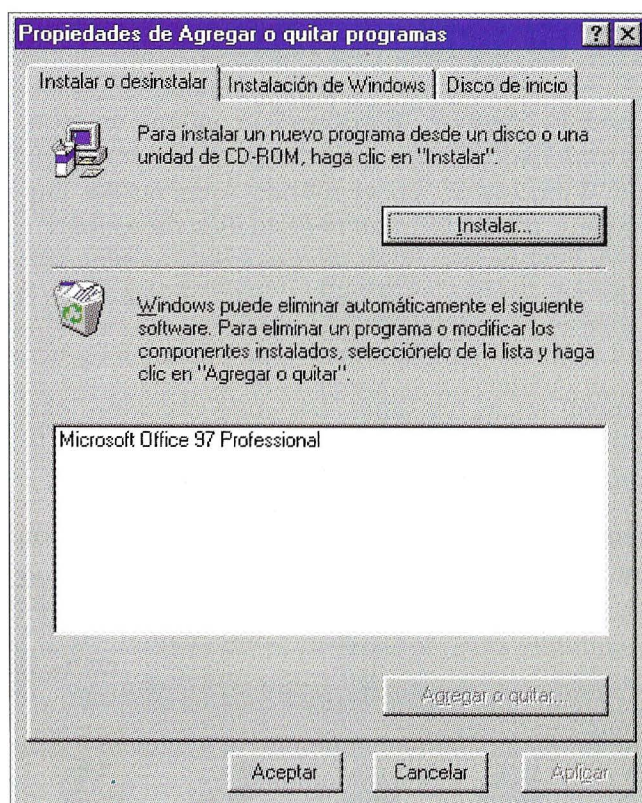 Propiedades de Agregar o quitar programas
Instalar o desinstalar
Instalación de Windows
Disco de inicio
Para instalar un nuevo programa desde un disco o una
unidad de CD-ROM, haga clic en "Instalar".
Instalar...
Windows puede eliminar automáticamente el siguiente
software. Para eliminar un programa o modificar los
componentes instalados, selecciónelo de la lista y haga
clic en "Agregar o quitar".
Microsoft Office 97 Professional
Agregar o quitar...
Aceptar
Cancelar
Aplicar